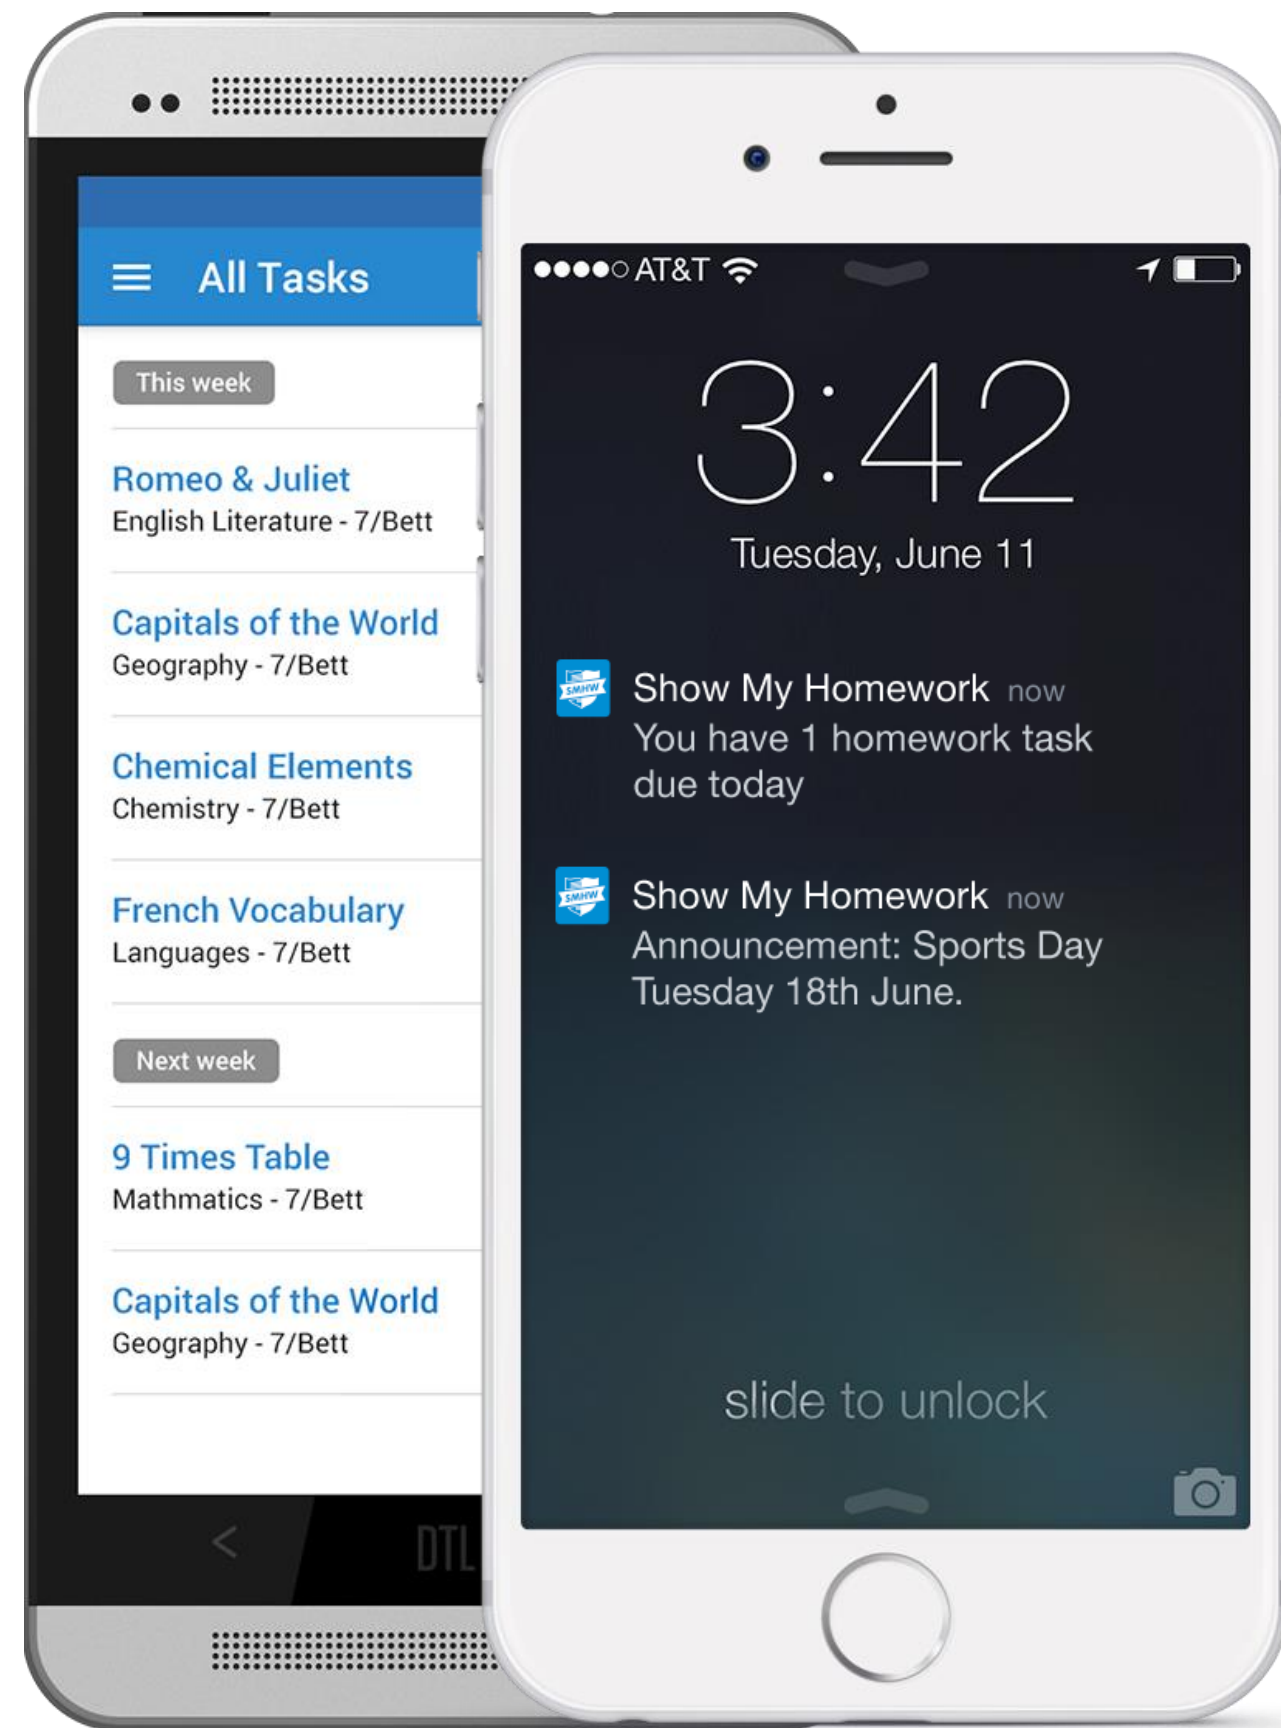 All Tasks
This week
Romeo & Juliet
English Literature - 7/Bett
Capitals of the World
Geography - 7/Bett
Chemical Elements
Chemistry - 7/Bett
French Vocabulary
Languages - 7/Bett
Next week
9 Times Table
Mathmatics - 7/Bett
Capitals of the World
Geography - 7/Bett
DTL
AT&T
3:42
Tuesday, June 11
SMHW
Show My Homework now
You have 1 homework task
due today
SMHW
Show My Homework now
Announcement: Sports Day
Tuesday 18th June.
slide to unlock